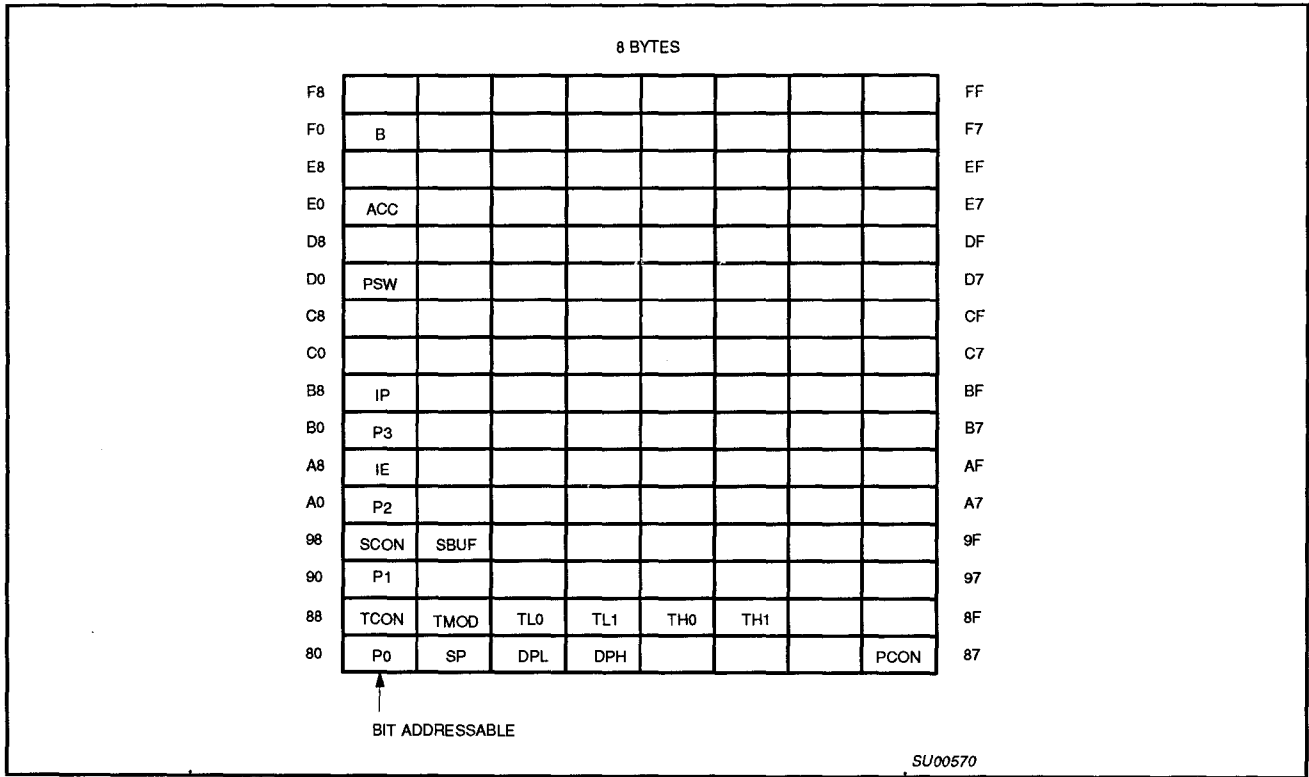 8 BYTES
F8 FF
F0 B F7
E8 EF
E0 ACC E7
D8 DF
D0 PSW D7
C8 CF
C0 C7
B8 IP BF
B0 P3 B7
A8 IE AF
A0 P2 A7
98 SCON SBUF 9F
90 P1 97
88 TCON TMOD TL0 TL1 TH0 TH1 8F
80 P0 SP DPL DPH PCON 87
BIT ADDRESSABLE
SU00570